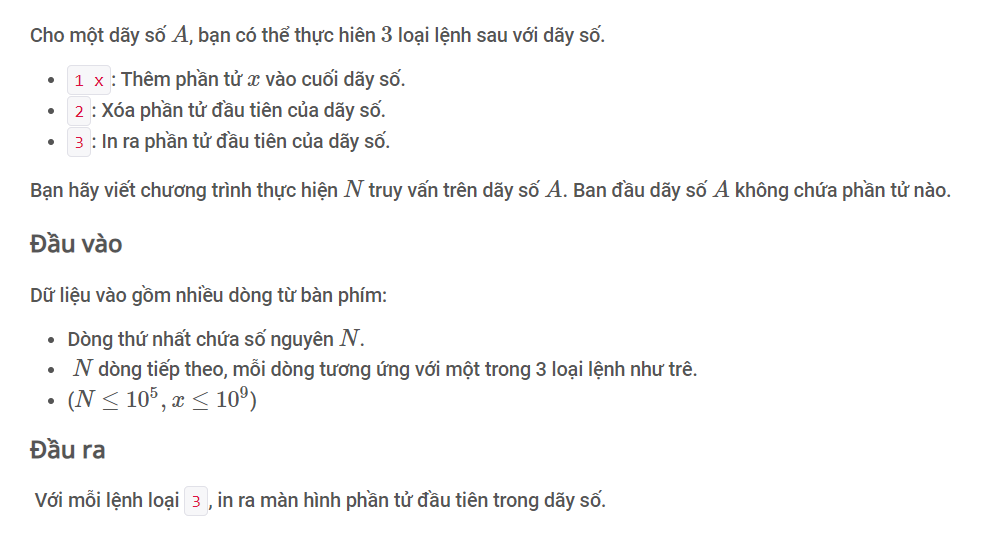 Cho một dãy số A, bạn có thể thực hiên 3 loại lệnh sau với dãy số.
• 1 x: Thêm phần tử x vào cuối dãy số.
• 2: Xóa phần tử đầu tiên của dãy số.
• 3: In ra phần tử đầu tiên của dãy số.
Bạn hãy viết chương trình thực hiện N truy vấn trên dãy số A. Ban đầu dãy số A không chứa phần tử nào.
Đầu vào
Dữ liệu vào gồm nhiều dòng từ bàn phím:
• Dòng thứ nhất chứa số nguyên N.
• N dòng tiếp theo, mỗi dòng tương ứng với một trong 3 loại lệnh như trê.
• (N ≤ 10⁵, x ≤ 10⁹)
Đầu ra
Với mỗi lệnh loại 3, in ra màn hình phần tử đầu tiên trong dãy số.